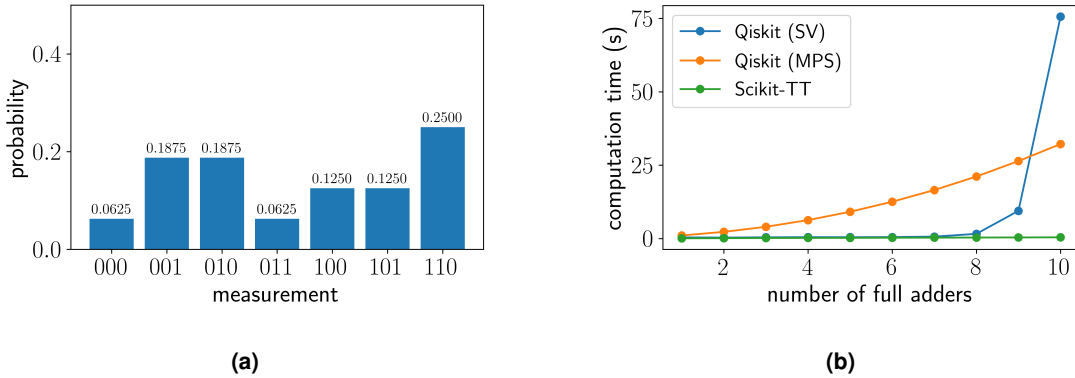 0.4
0.2
0.0
probability
0.0625
0.1875
0.1875
0.0625
0.1250
0.1250
0.2500
000 001 010 011 100 101 110
measurement
(a)
75
50
25
0
computation time (s)
Qiskit (SV)
Qiskit (MPS)
Scikit-TT
2 4 6 8 10
number of full adders
(b)